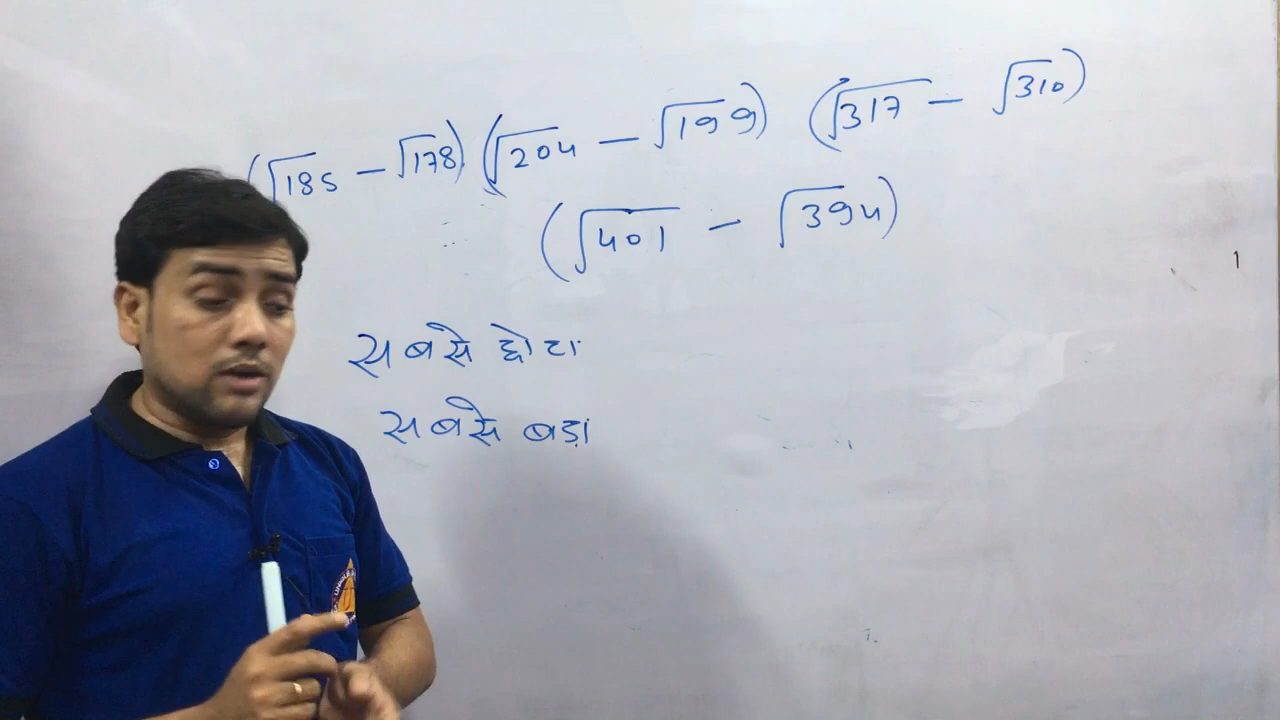 (√185 – √178) (√204 – √199) (√317 – √310)
(√401 – √394)
सबसे छोटा
सबसे बड़ा